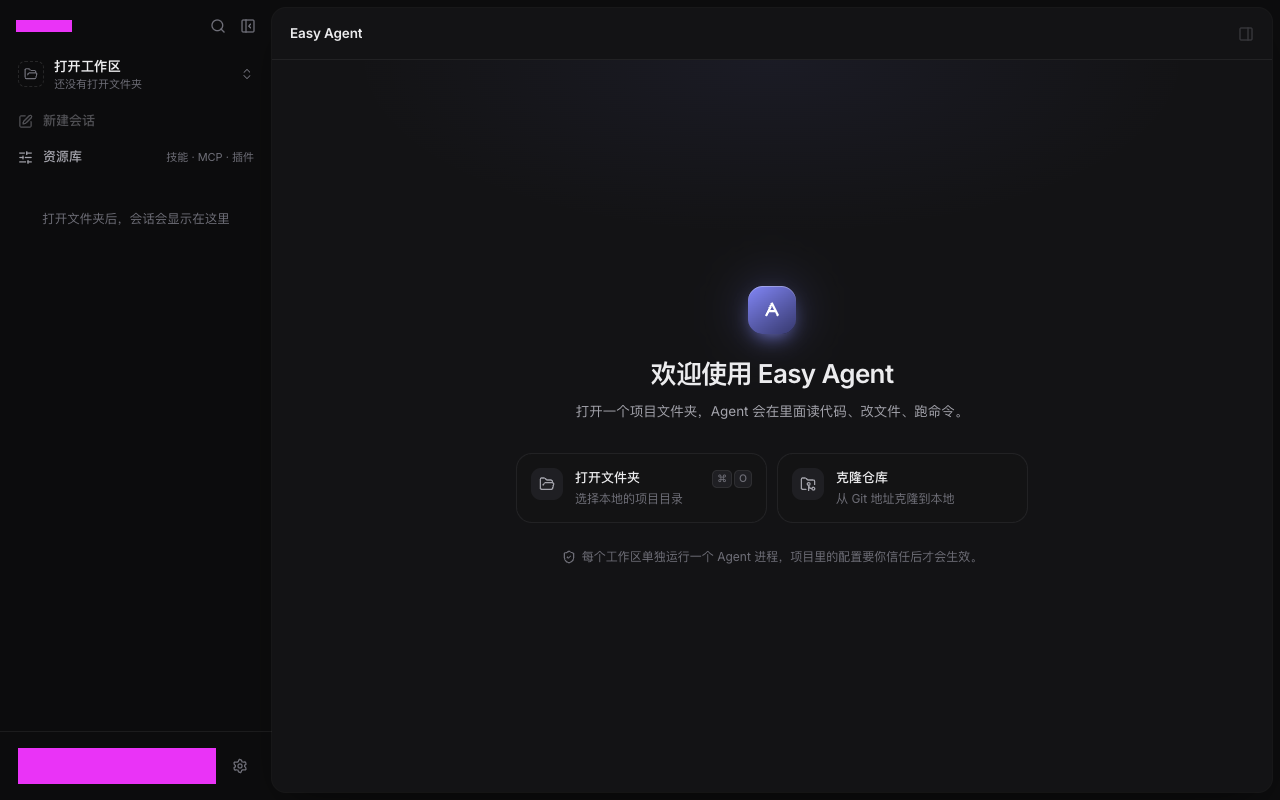 Easy Agent
打开工作区
还没有打开文件夹
新建会话
资源库 技能 · MCP · 插件
打开文件夹后，会话会显示在这里
A
欢迎使用 Easy Agent
打开一个项目文件夹，Agent 会在里面读代码、改文件、跑命令。
打开文件夹 ⌘ O
选择本地的项目目录
克隆仓库
从 Git 地址克隆到本地
每个工作区单独运行一个 Agent 进程，项目里的配置要你信任后才会生效。